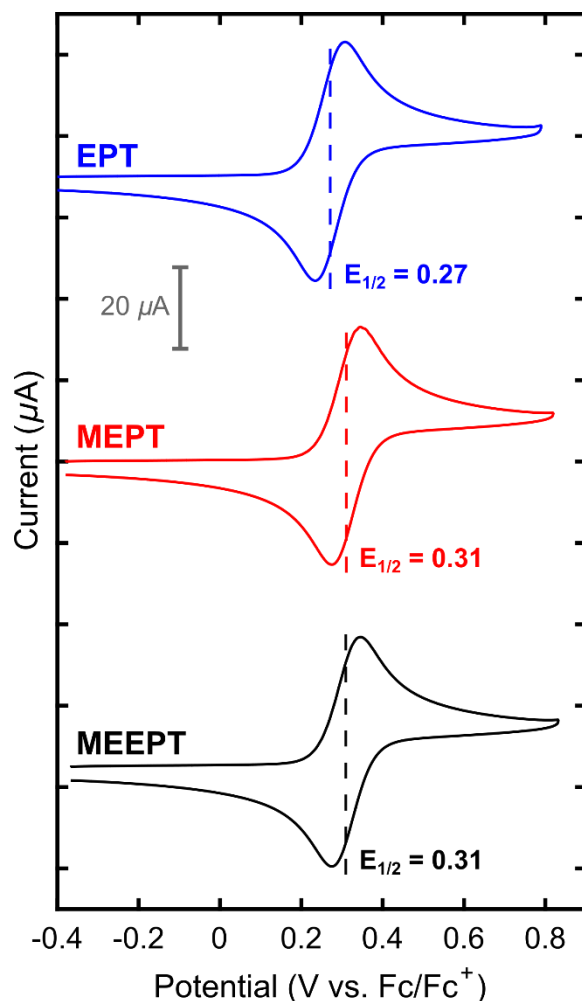 EPT
E1/2 = 0.27
20 μA
MEPT
E1/2 = 0.31
MEEPT
E1/2 = 0.31
Current (μA)
-0.4 -0.2 0 0.2 0.4 0.6 0.8
Potential (V vs. Fc/Fc+)